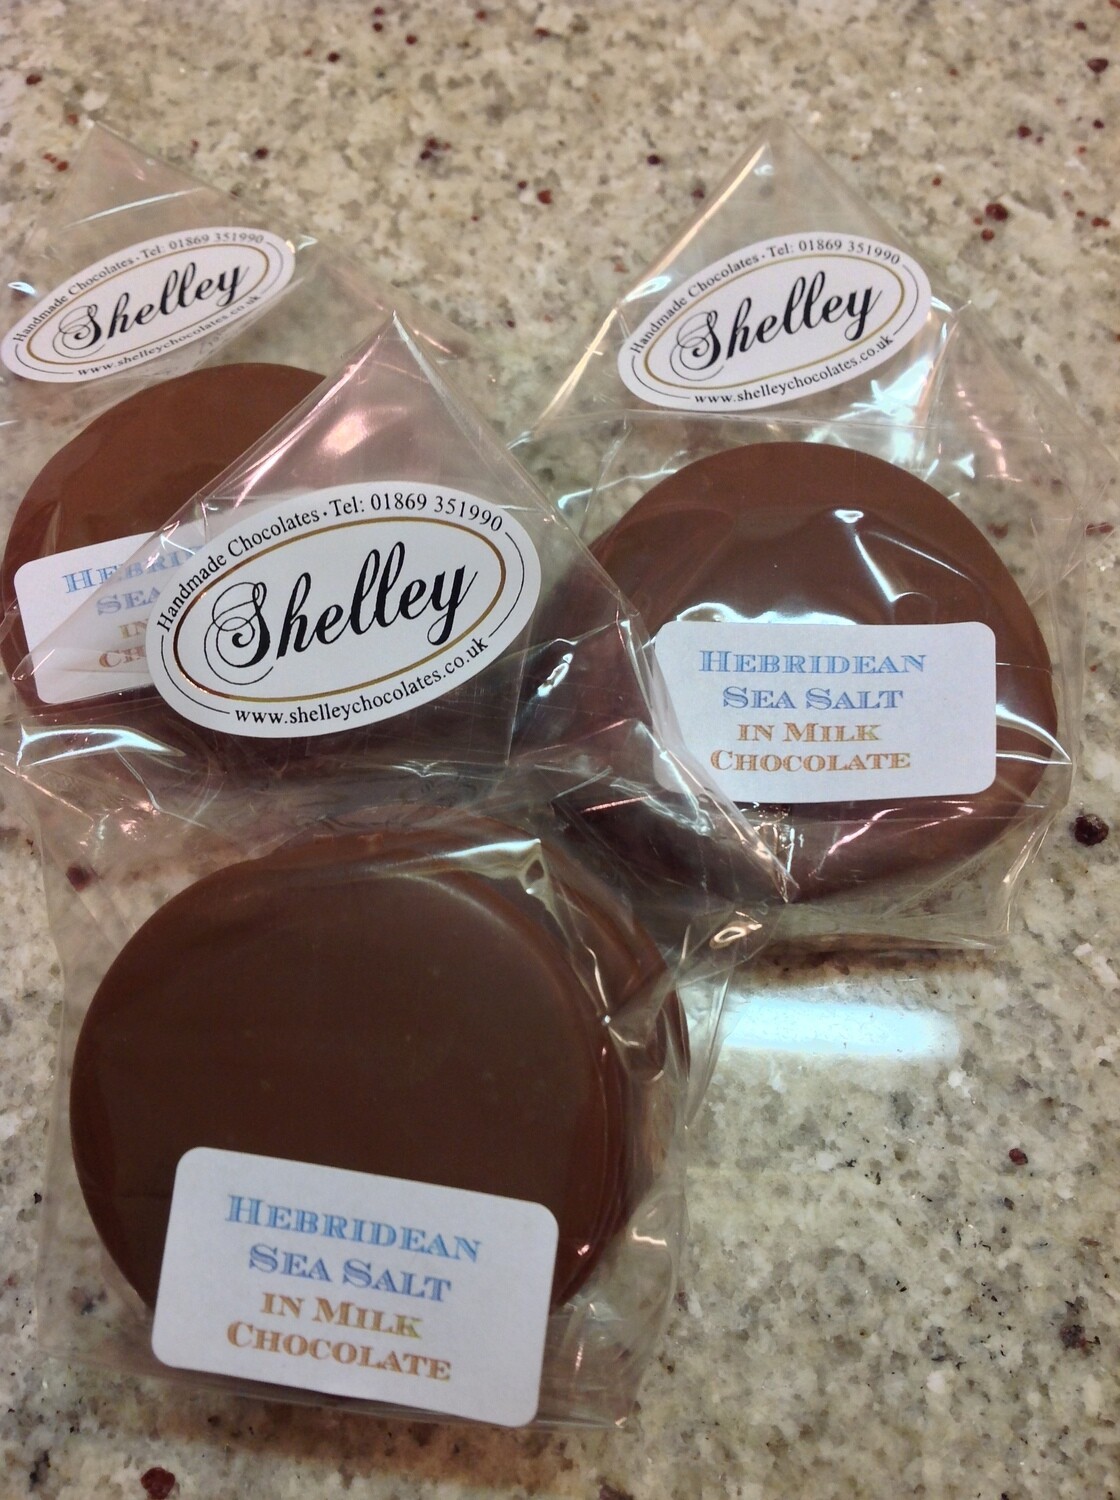 Handmade Chocolates · Tel: 01869 351990
Shelley
www.shelleychocolates.co.uk
Handmade Chocolates · Tel: 01869 351990
Shelley
www.shelleychocolates.co.uk
HEBRIDEAN
SEA SALT
IN MILK
CHOCOLATE
Handmade Chocolates · Tel: 01869 351990
Shelley
www.shelleychocolates.co.uk
SEA
IN
HEBRIDEAN
SEA SALT
IN MILK
CHOCOLATE